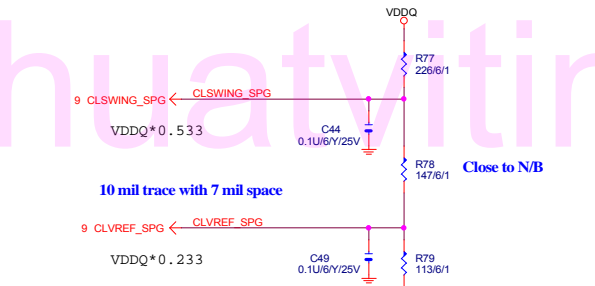 VDDQ
R77
226/6/1
9 CLSWING_SPG
CLSWING_SPG
VDDQ*0.533
C44
0.1U/6/Y/25V
R78
147/6/1
Close to N/B
10 mil trace with 7 mil space
9 CLVREF_SPG
CLVREF_SPG
VDDQ*0.233
C49
0.1U/6/Y/25V
R79
113/6/1
huatvitin